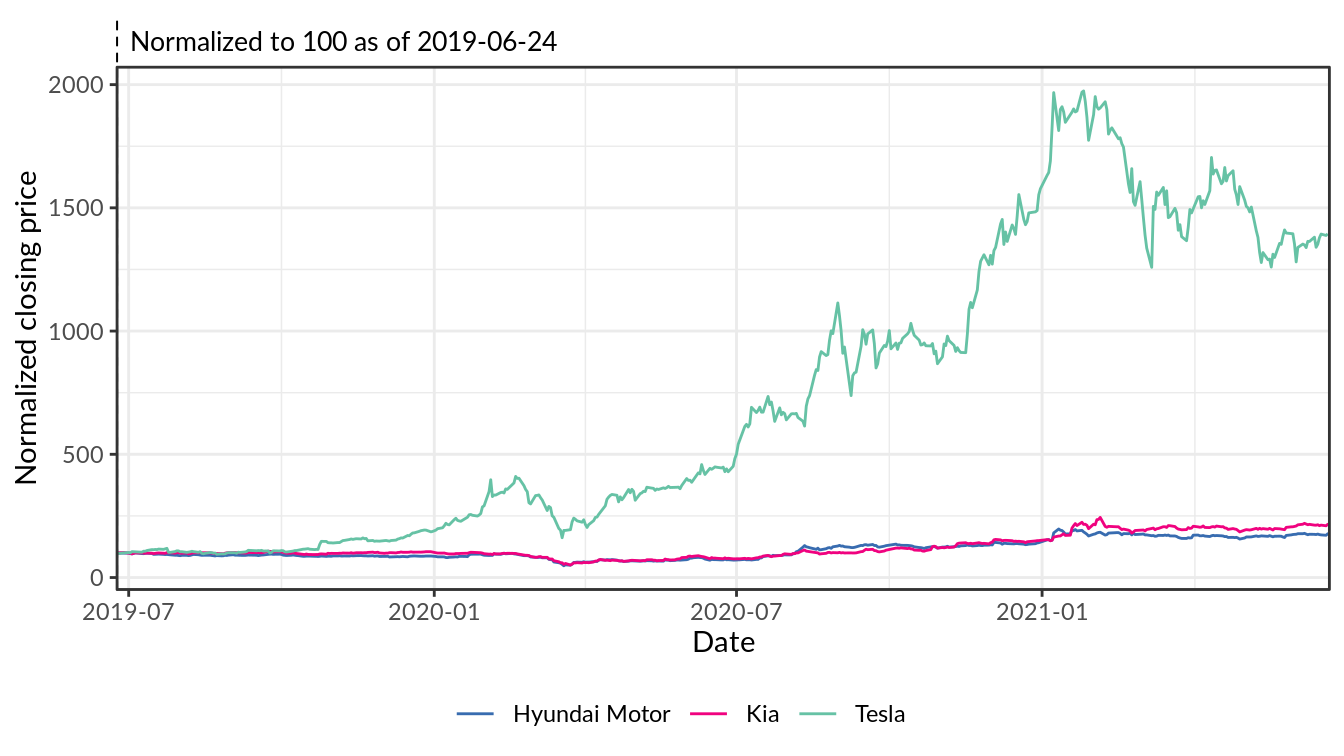 Normalized to 100 as of 2019-06-24
Normalized closing price
2000
1500
1000
500
0
2019-07
2020-01
2020-07
2021-01
Date
Hyundai Motor
Kia
Tesla